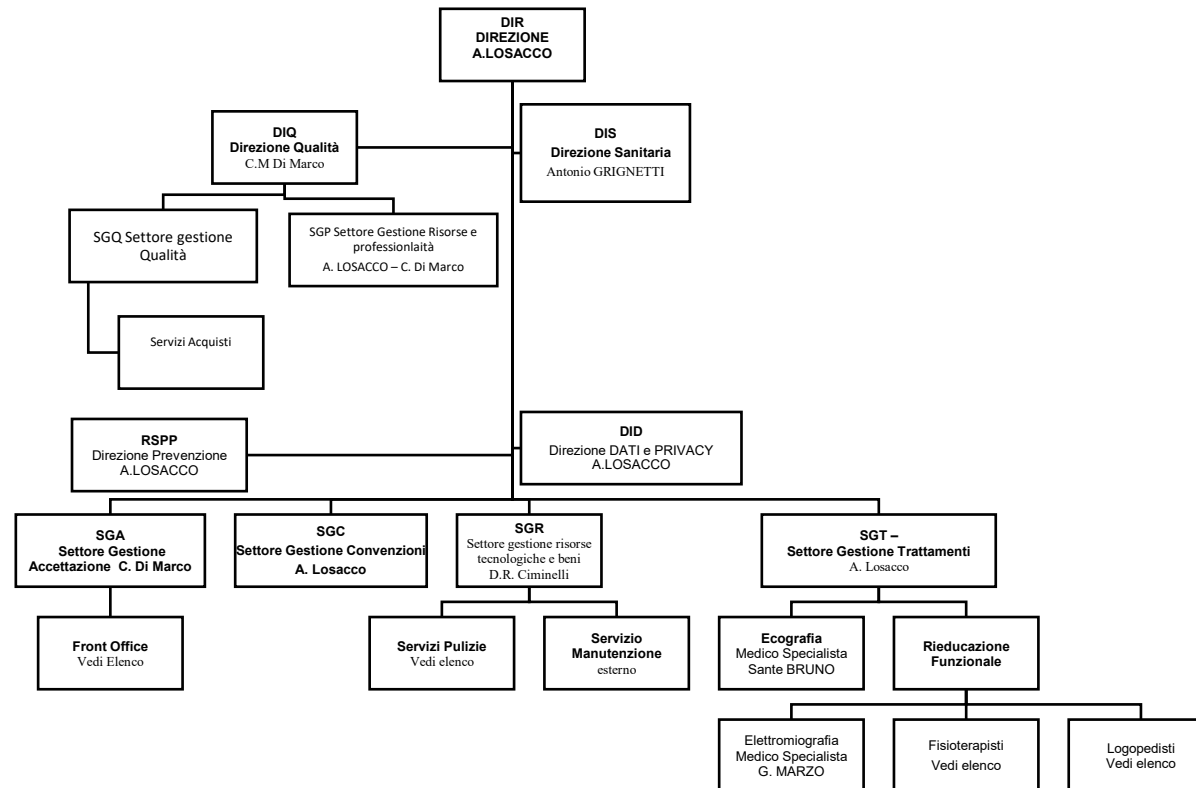 DIR
DIREZIONE
A.LOSACCO
DIQ
Direzione Qualità
C.M Di Marco
DIS
Direzione Sanitaria
Antonio GRIGNETTI
SGQ Settore gestione
Qualità
SGP Settore Gestione Risorse e
professionlaità
A. LOSACCO – C. Di Marco
Servizi Acquisti
RSPP
Direzione Prevenzione
A.LOSACCO
DID
Direzione DATI e PRIVACY
A.LOSACCO
SGA
Settore Gestione
Accettazione C. Di Marco
SGC
Settore Gestione Convenzioni
A. Losacco
SGR
Settore gestione risorse
tecnologiche e beni
D.R. Ciminelli
SGT –
Settore Gestione Trattamenti
A. Losacco
Front Office
Vedi Elenco
Servizi Pulizie
Vedi elenco
Servizio
Manutenzione
esterno
Ecografia
Medico Specialista
Sante BRUNO
Rieducazione
Funzionale
Elettromiografia
Medico Specialista
G. MARZO
Fisioterapisti
Vedi elenco
Logopedisti
Vedi elenco